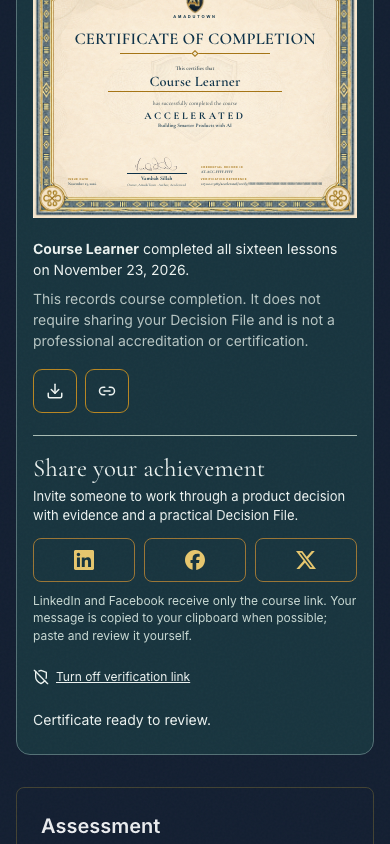 AMADUTOWN
CERTIFICATE OF COMPLETION
This certifies that
Course Learner
has successfully completed the course
ACCELERATED
Building Smarter Products with AI
Vambah Sillah
Course Learner completed all sixteen lessons
on November 23, 2026.
This records course completion. It does not
require sharing your Decision File and is not a
professional accreditation or certification.
Share your achievement
Invite someone to work through a product decision
with evidence and a practical Decision File.
LinkedIn and Facebook receive only the course link. Your
message is copied to your clipboard when possible;
paste and review it yourself.
Turn off verification link
Certificate ready to review.
Assessment